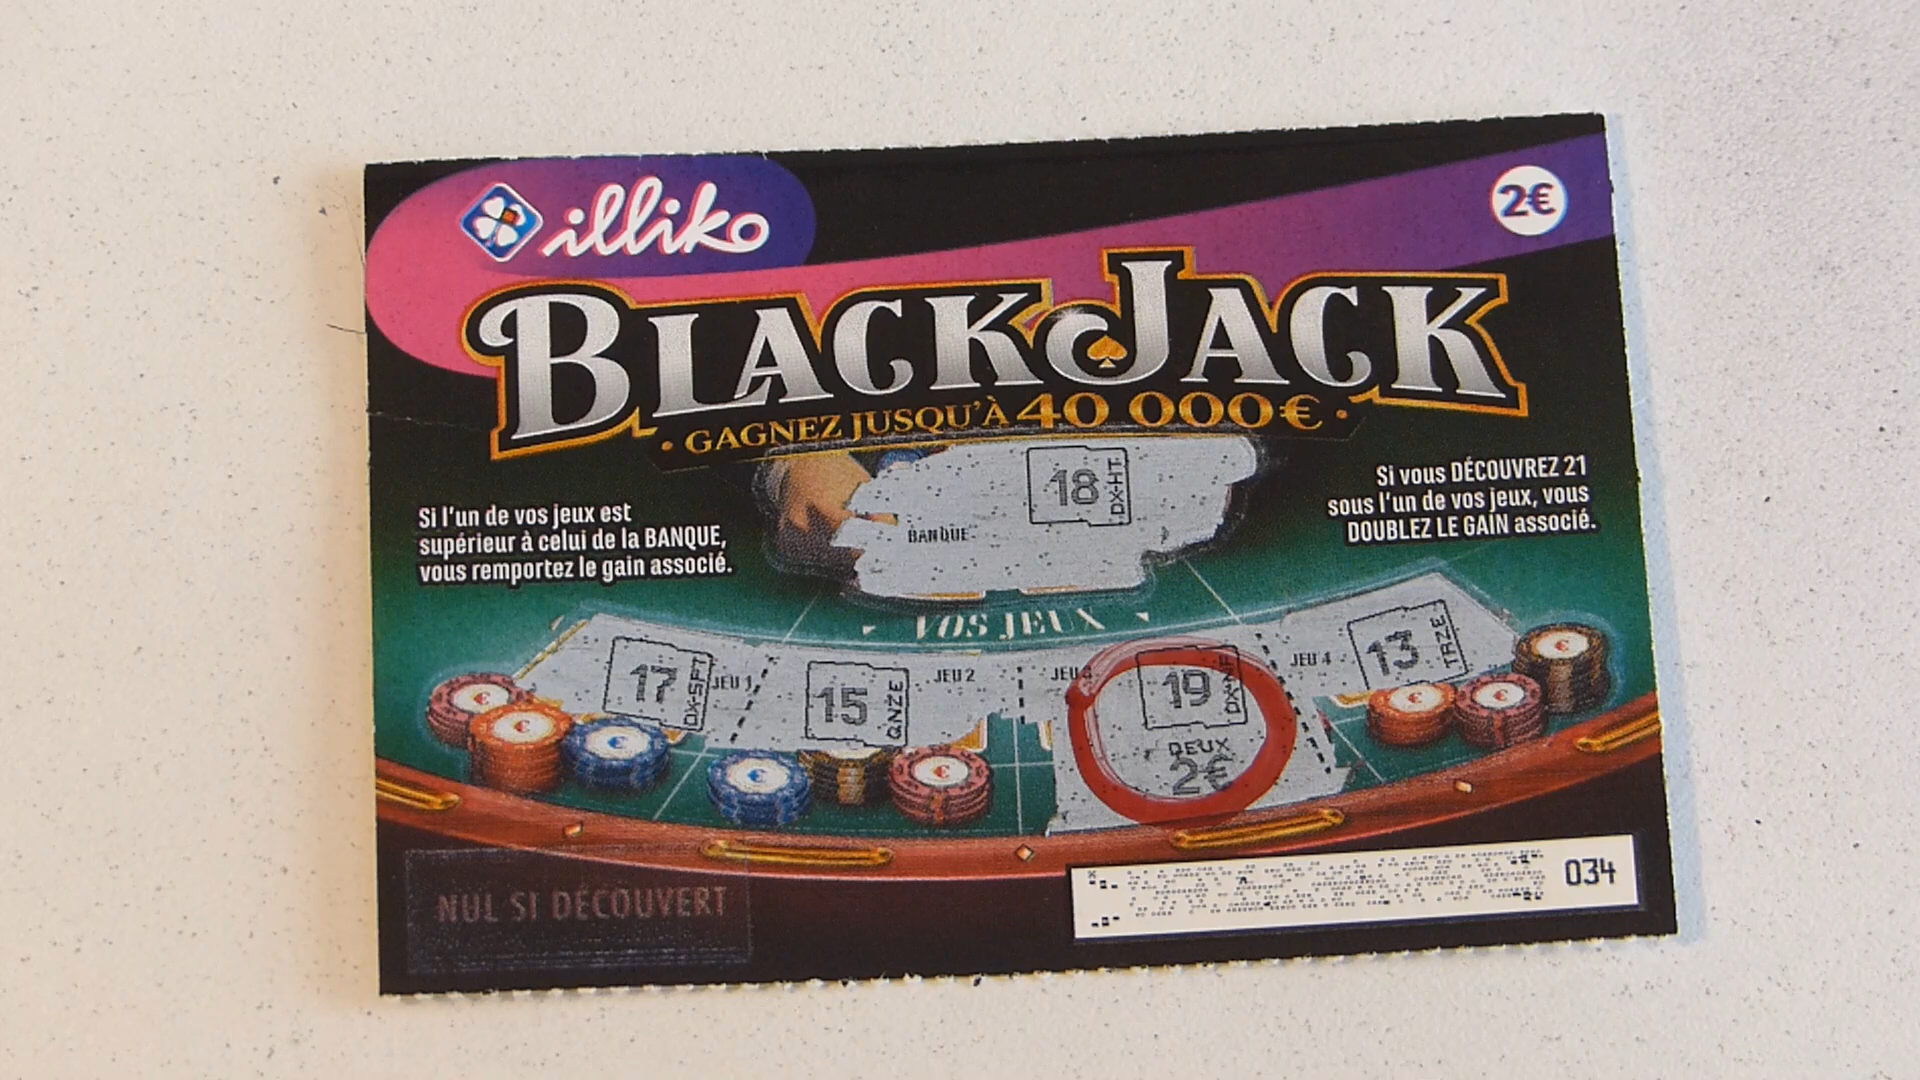 illiko
2€
BLACKJACK
• GAGNEZ JUSQU'À 40 000€ •
Si l'un de vos jeux est
supérieur à celui de la BANQUE,
vous remportez le gain associé.
18
DX-HT
BANQUE
Si vous DÉCOUVREZ 21
sous l'un de vos jeux, vous
DOUBLEZ LE GAIN associé.
VOS JEUX
17
DX-SPT
JEU 1
15
QNZE
JEU 2
JEU
19
DX-NF
DEUX
2€
JEU 4
13
TRZE
NUL SI DÉCOUVERT
034